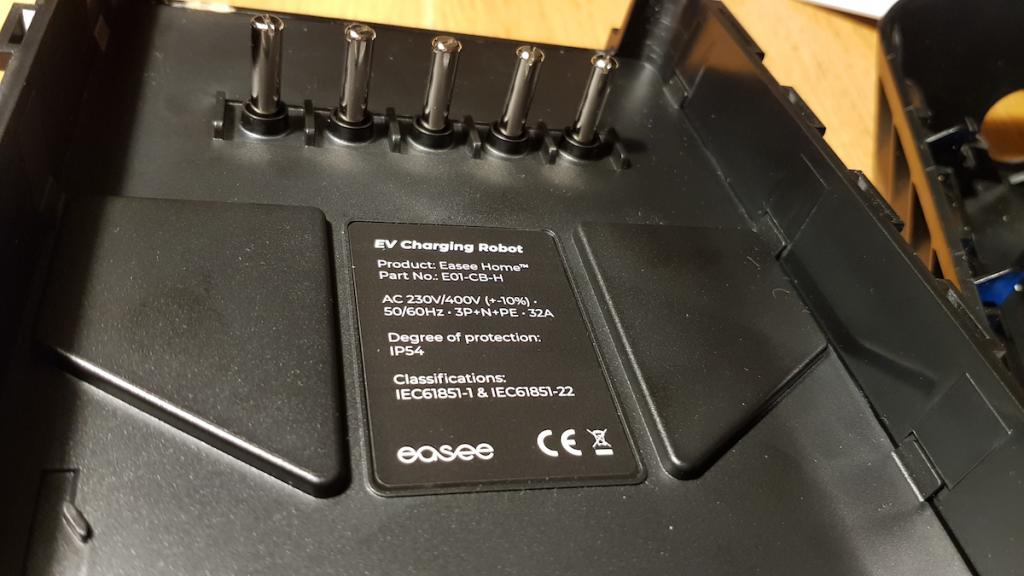 EV Charging Robot
Product: Easee Home™
Part No.: E01-CB-H
AC 230V/400V (+-10%) ·
50/60Hz · 3P+N+PE · 32A
Degree of protection:
IP54
Classifications:
IEC61851-1 & IEC61851-22
easee CE